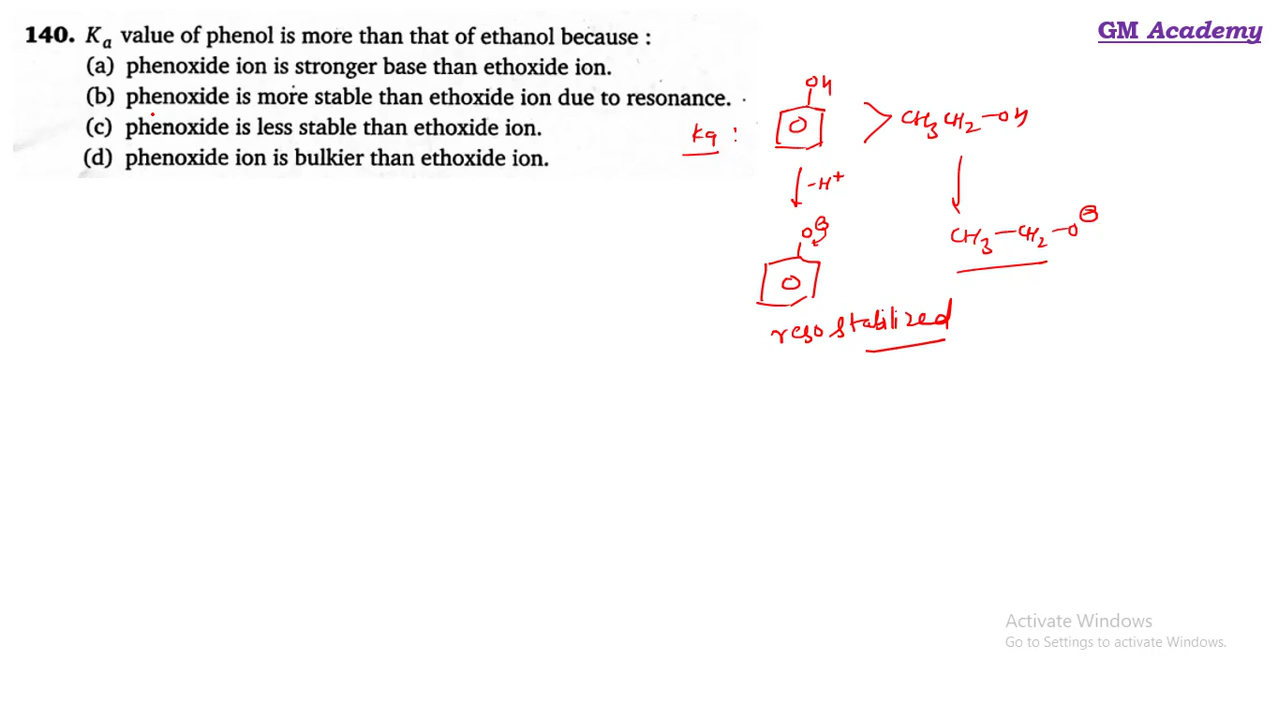 GM Academy
140. Kₐ value of phenol is more than that of ethanol because :
(a) phenoxide ion is stronger base than ethoxide ion.
(b) phenoxide is more stable than ethoxide ion due to resonance.
(c) phenoxide is less stable than ethoxide ion.
(d) phenoxide ion is bulkier than ethoxide ion.
OH
Ka : > CH₃CH₂-OH
-H⁺
O⊖
CH₃-CH₂-O⊖
reso stabilized
Activate Windows
Go to Settings to activate Windows.